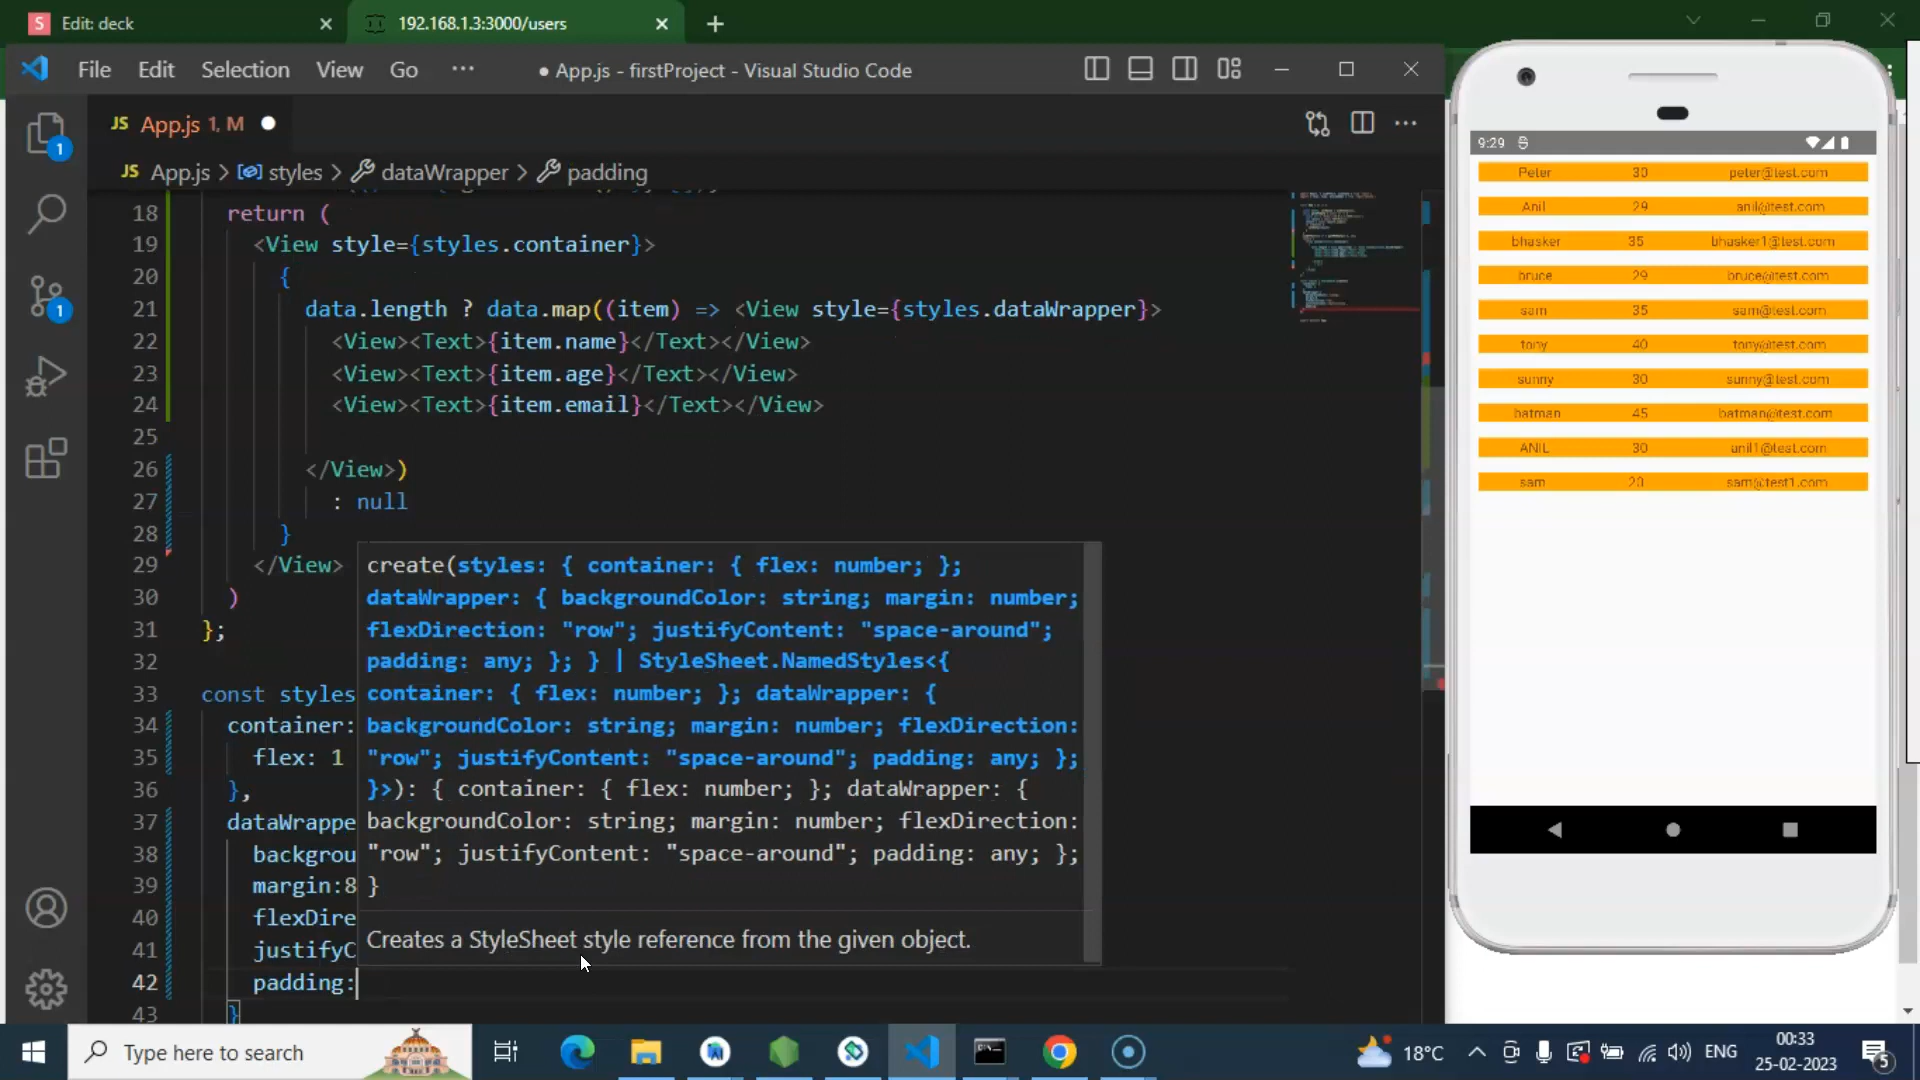 Edit: deck
192.168.1.3:3000/users
File Edit Selection View Go ··· ● App.js - firstProject - Visual Studio Code
JS App.js 1, M ●
JS App.js > styles > dataWrapper > padding
18 return (
19 <View style={styles.container}>
20 {
21 data.length ? data.map((item) => <View style={styles.dataWrapper}>
22 <View><Text>{item.name}</Text></View>
23 <View><Text>{item.age}</Text></View>
24 <View><Text>{item.email}</Text></View>
25
26 </View>)
27 : null
28 }
29 </View>
30 )
31 };
32
33 const styles
34 container:
35 flex: 1
36 },
37 dataWrappe
38 backgrou
39 margin:8
40 flexDire
41 justifyC
42 padding:
43 }
create(styles: { container: { flex: number; };
dataWrapper: { backgroundColor: string; margin: number;
flexDirection: "row"; justifyContent: "space-around";
padding: any; }; } | StyleSheet.NamedStyles<{
container: { flex: number; }; dataWrapper: {
backgroundColor: string; margin: number; flexDirection:
"row"; justifyContent: "space-around"; padding: any; };
}>): { container: { flex: number; }; dataWrapper: {
backgroundColor: string; margin: number; flexDirection:
"row"; justifyContent: "space-around"; padding: any; };
}
Creates a StyleSheet style reference from the given object.
1
1
9:29
Peter 30 peter@test.com
Anil 29 anil@test.com
bhasker 35 bhasker1@test.com
bruce 29 bruce@test.com
sam 35 sam@test.com
tony 40 tony@test.com
sunny 30 sunny@test.com
batman 45 batman@test.com
ANIL 30 anil1@test.com
sam 20 sam@test1.com
Type here to search
18°C
ENG
00:33
25-02-2023
5